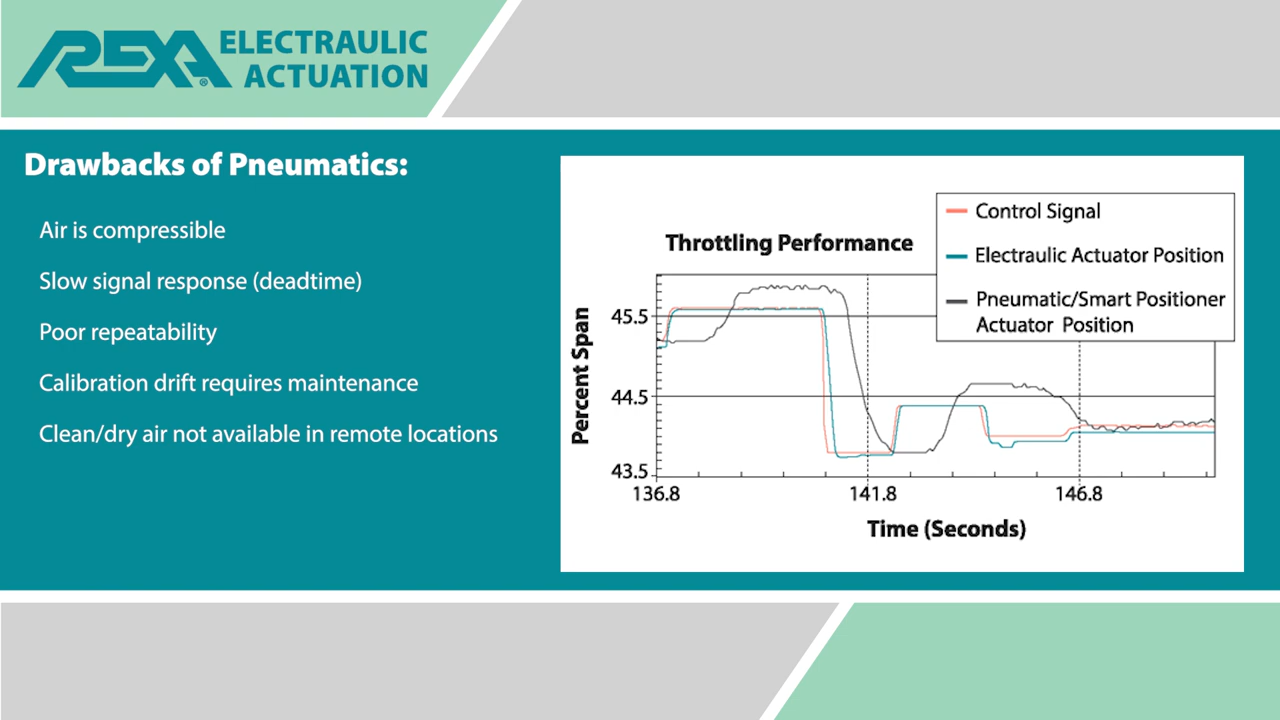 REXA® ELECTRAULIC
ACTUATION
Drawbacks of Pneumatics:
Air is compressible
Slow signal response (deadtime)
Poor repeatability
Calibration drift requires maintenance
Clean/dry air not available in remote locations
Throttling Performance
Control Signal
Electraulic Actuator Position
Pneumatic/Smart Positioner
Actuator Position
Percent Span
45.5
44.5
43.5
136.8
141.8
146.8
Time (Seconds)